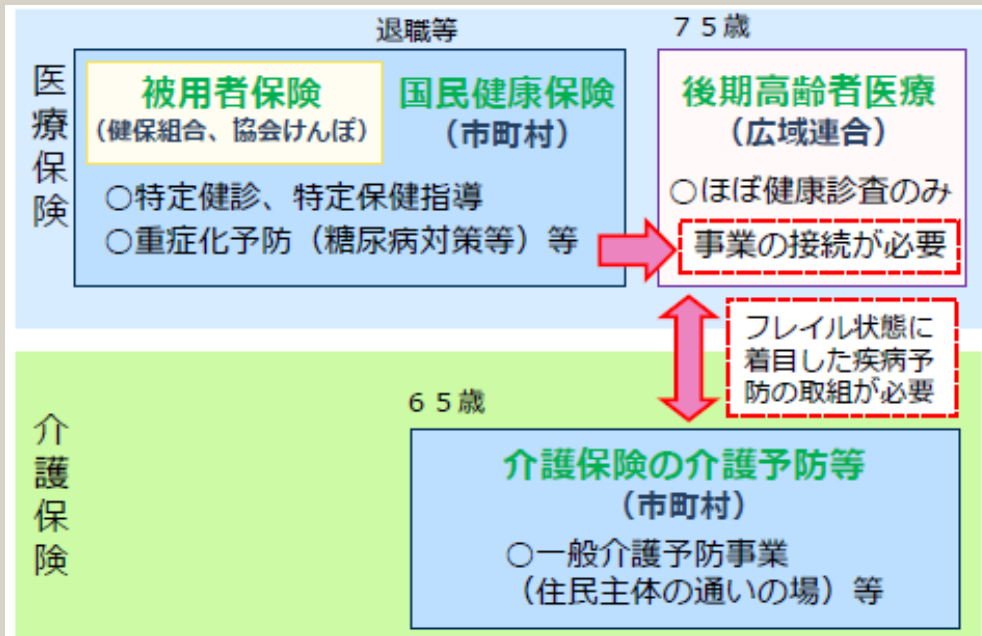 退職等
７５歳
医療保険
被用者保険
（健保組合、協会けんぽ）
国民健康保険
（市町村）
○特定健診、特定保健指導
○重症化予防（糖尿病対策等）等
後期高齢者医療
（広域連合）
○ほぼ健康診査のみ
事業の接続が必要
フレイル状態に
着目した疾病予
防の取組が必要
介護保険
６５歳
介護保険の介護予防等
（市町村）
○一般介護予防事業
（住民主体の通いの場）等